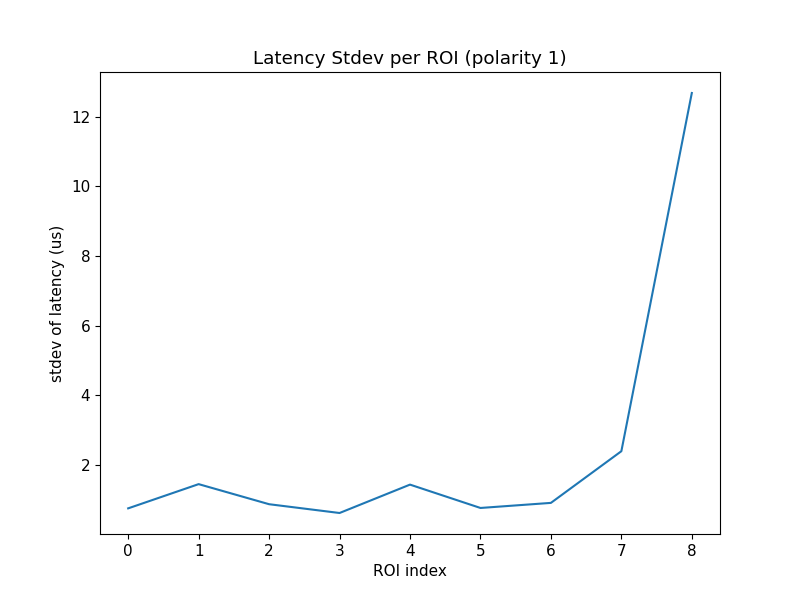 Latency Stdev per ROI (polarity 1)
stdev of latency (us)
12
10
8
6
4
2
0 1 2 3 4 5 6 7 8
ROI index